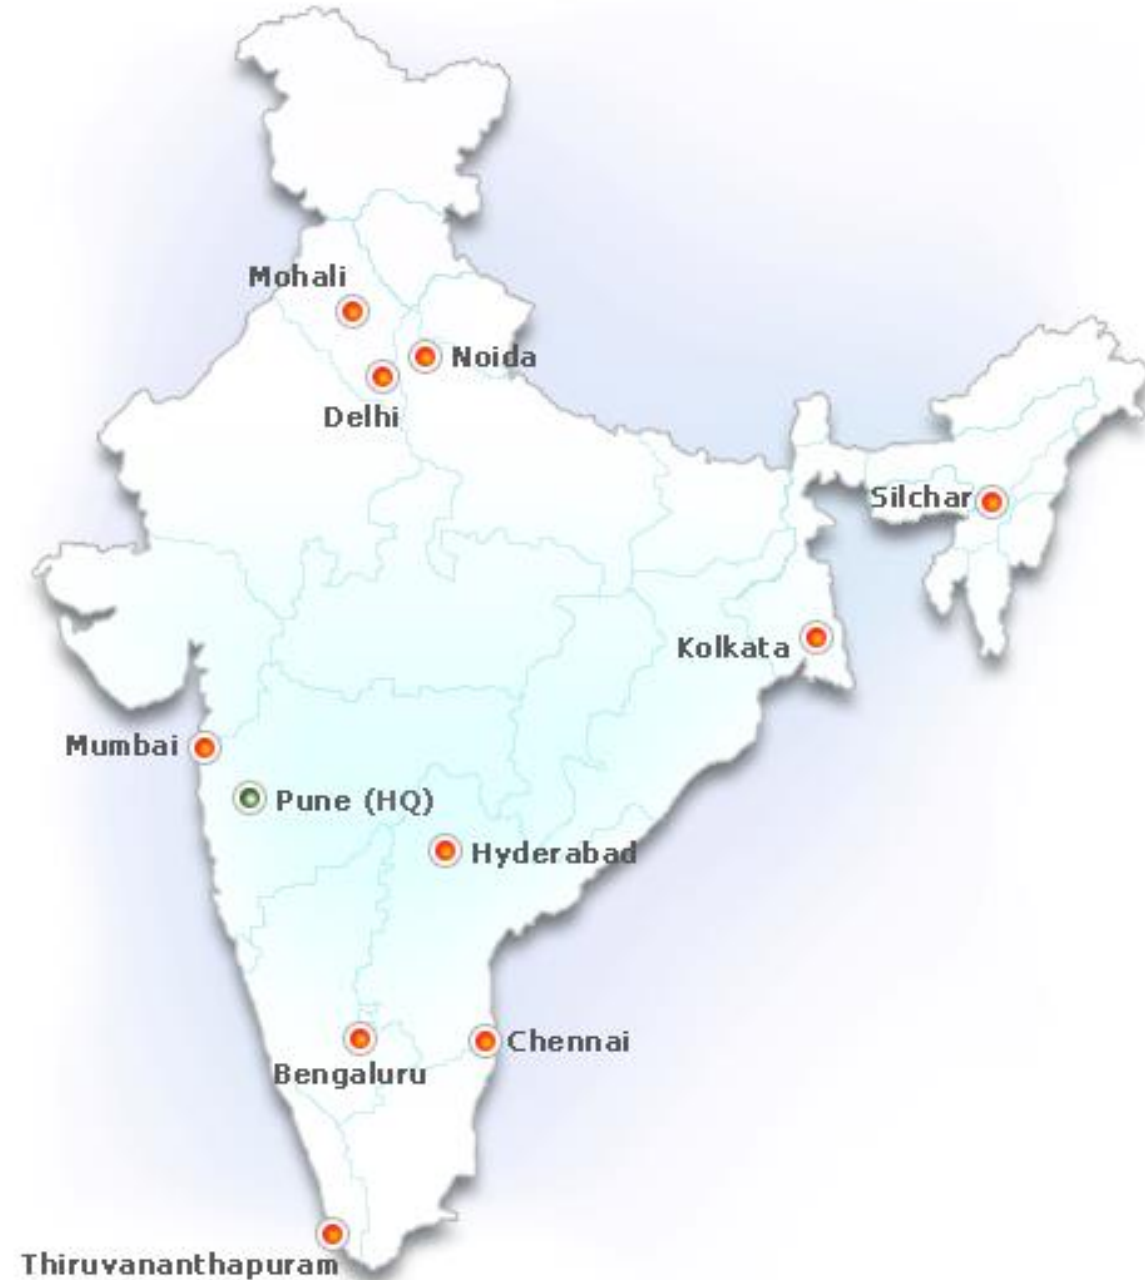 Mohali
Noida
Delhi
Silchar
Kolkata
Mumbai
Pune (HQ)
Hyderabad
Chennai
Bengaluru
Thiruvananthapuram